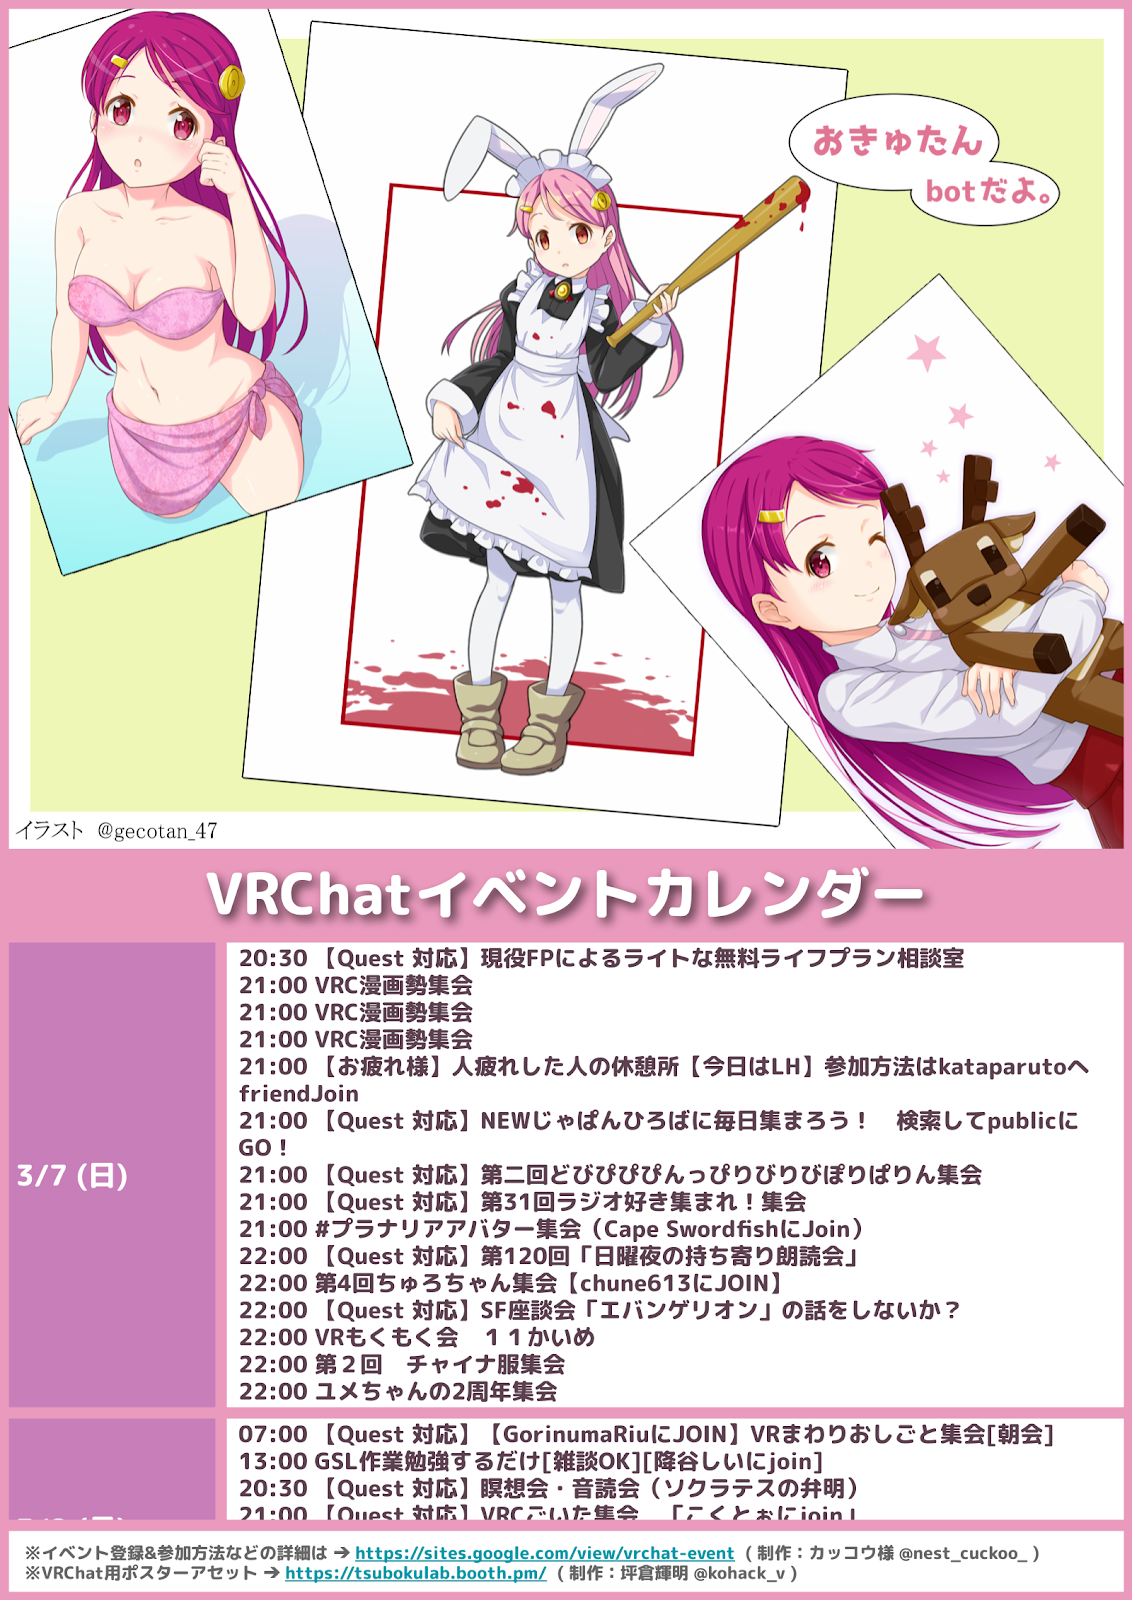 おきゅたん
botだよ。
イラスト @gecotan_47
VRChatイベントカレンダー
3/7 (日)
20:30 【Quest 対応】現役FPによるライトな無料ライフプラン相談室
21:00 VRC漫画勢集会
21:00 VRC漫画勢集会
21:00 VRC漫画勢集会
21:00 【お疲れ様】人疲れした人の休憩所【今日はLH】参加方法はkataparutoへ
friendJoin
21:00 【Quest 対応】NEWじゃぱんひろばに毎日集まろう！　検索してpublicに
GO！
21:00 【Quest 対応】第二回どびぴぴぴんっぴりびりびぽりぱりん集会
21:00 【Quest 対応】第31回ラジオ好き集まれ！集会
21:00 #プラナリアアバター集会（Cape SwordfishにJoin）
22:00 【Quest 対応】第120回「日曜夜の持ち寄り朗読会」
22:00 第4回ちゅろちゃん集会【chune613にJOIN】
22:00 【Quest 対応】SF座談会「エバンゲリオン」の話をしないか？
22:00 VRもくもく会　１１かいめ
22:00 第２回　チャイナ服集会
22:00 ユメちゃんの2周年集会
07:00 【Quest 対応】【GorinumaRiuにJOIN】VRまわりおしごと集会[朝会]
13:00 GSL作業勉強するだけ[雑談OK][降谷しいにjoin]
20:30 【Quest 対応】瞑想会・音読会（ソクラテスの弁明）
21:00 【Quest 対応】VRCごいた集会　「こくとぉにjoin」
※イベント登録&参加方法などの詳細は ➔ https://sites.google.com/view/vrchat-event （ 制作：カッコウ様 @nest_cuckoo_ ）
※VRChat用ポスターアセット ➔ https://tsubokulab.booth.pm/ （ 制作：坪倉輝明 @kohack_v ）